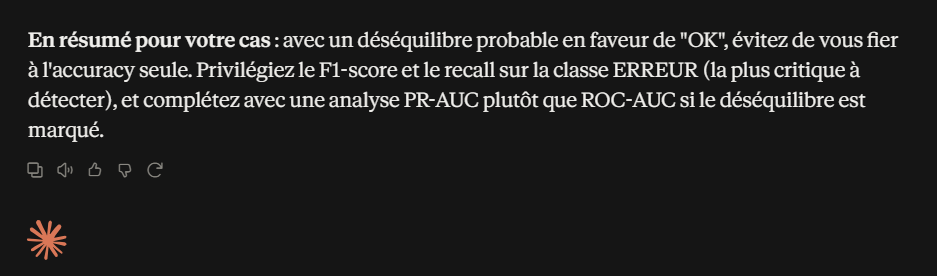 En résumé pour votre cas : avec un déséquilibre probable en faveur de "OK", évitez de vous fier
à l'accuracy seule. Privilégiez le F1-score et le recall sur la classe ERREUR (la plus critique à
détecter), et complétez avec une analyse PR-AUC plutôt que ROC-AUC si le déséquilibre est
marqué.